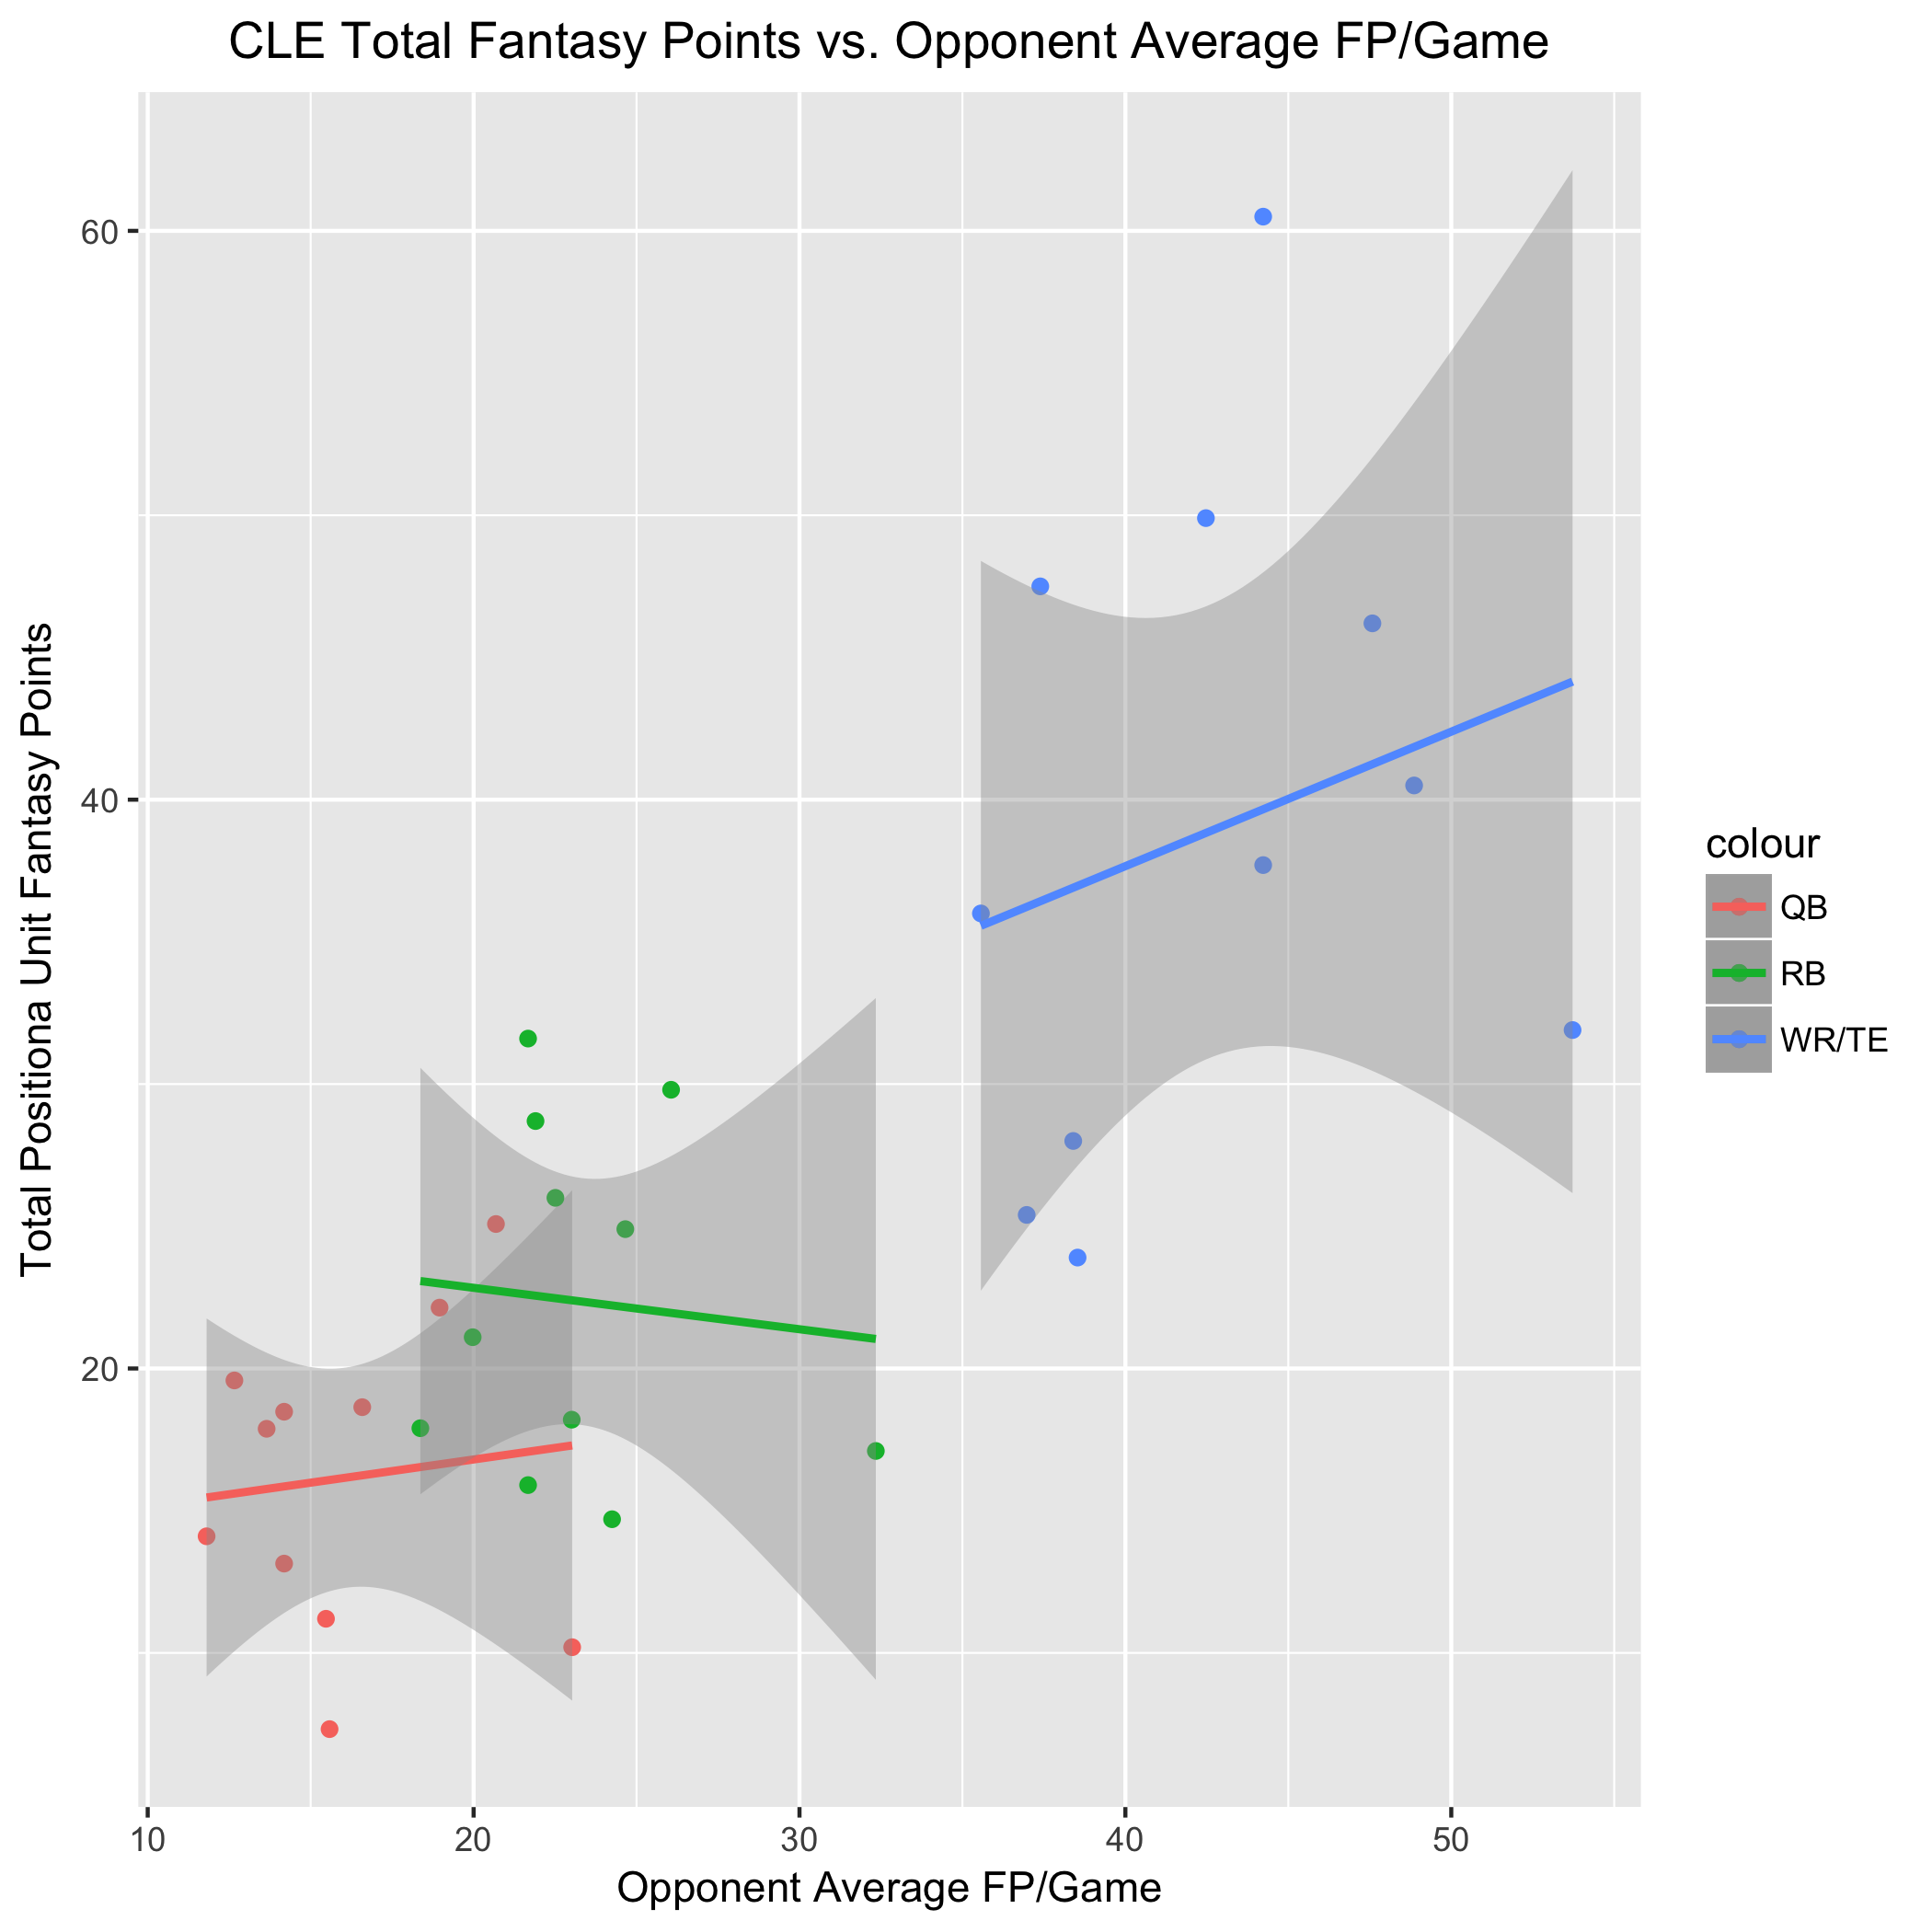 CLE Total Fantasy Points vs. Opponent Average FP/Game
Total Positiona Unit Fantasy Points
60
40
20
10 20 30 40 50
Opponent Average FP/Game
colour
QB
RB
WR/TE